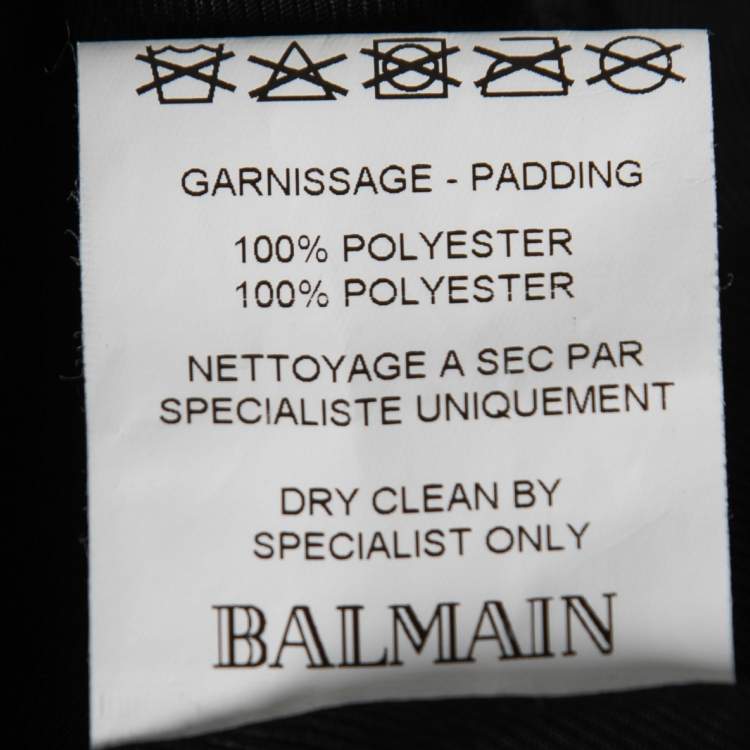 GARNISSAGE - PADDING
100% POLYESTER
100% POLYESTER
NETTOYAGE A SEC PAR
SPECIALISTE UNIQUEMENT
DRY CLEAN BY
SPECIALIST ONLY
BALMAIN